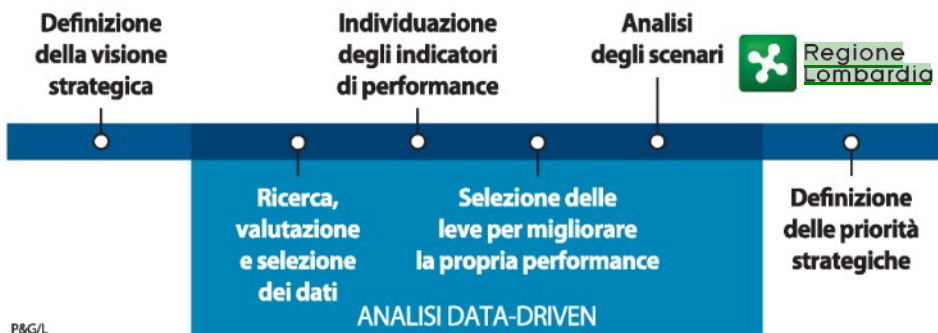 Definizione
della visione
strategica
Individuazione
degli indicatori
di performance
Analisi
degli scenari
Regione
Lombardia
Ricerca,
valutazione
e selezione
dei dati
Selezione delle
leve per migliorare
la propria performance
Definizione
delle priorità
strategiche
ANALISI DATA-DRIVEN
P&G/L